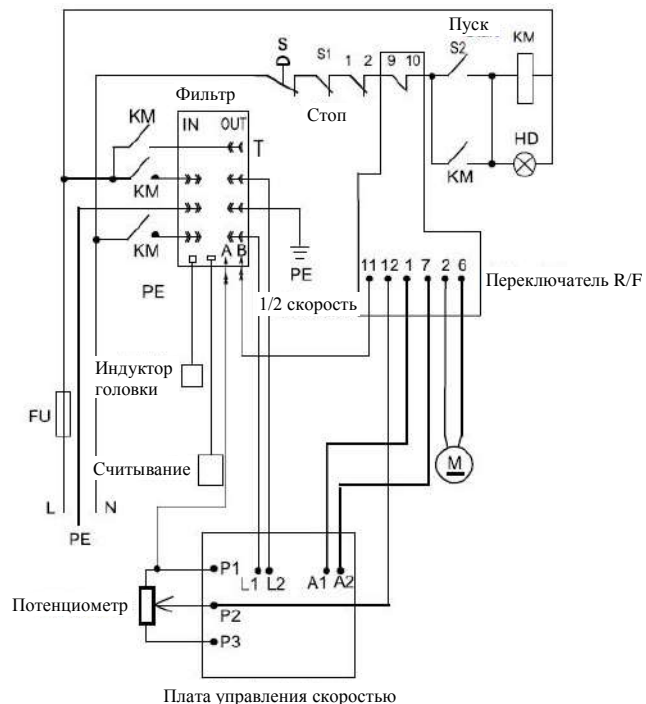 Пуск
S
S1
1 2
9 10
S2
KM
Стоп
Фильтр
KM
IN OUT
T
KM
HD
KM
KM
A B
PE
PE
11 12 1 7 2 6
Переключатель R/F
1/2 скорость
Индуктор
головки
FU
Считывание
M
L
N
PE
P1
L1 L2
A1 A2
Потенциометр
P2
P3
Плата управления скоростью